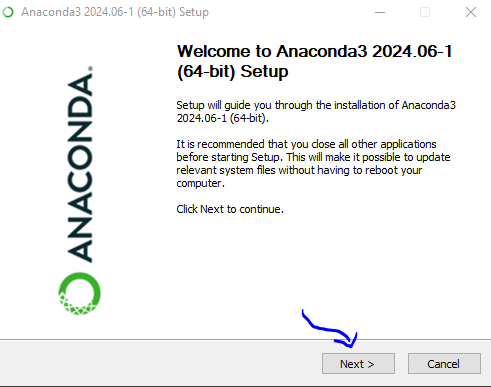 Anaconda3 2024.06-1 (64-bit) Setup
Welcome to Anaconda3 2024.06-1
(64-bit) Setup
Setup will guide you through the installation of Anaconda3
2024.06-1 (64-bit).
It is recommended that you close all other applications
before starting Setup. This will make it possible to update
relevant system files without having to reboot your
computer.
Click Next to continue.
ANACONDA.
Next >
Cancel